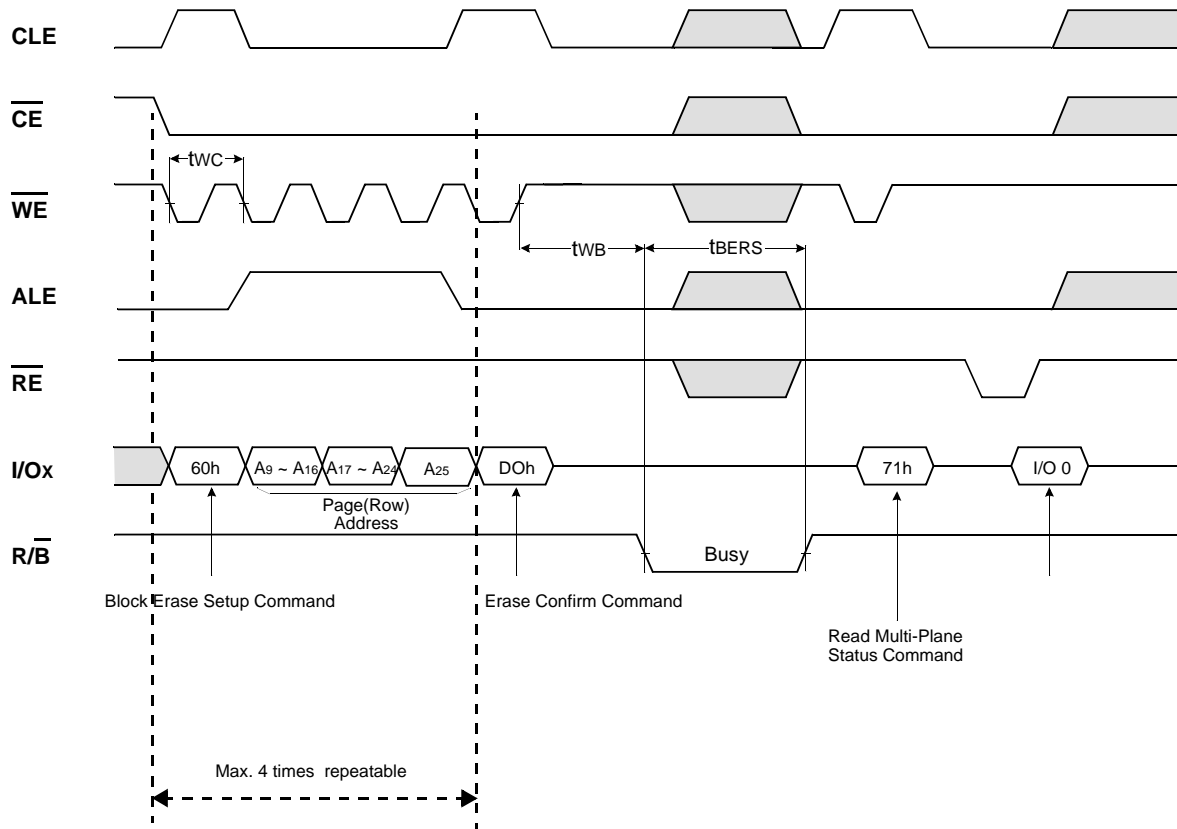 CLE
CE
tWC
WE
tWB
tBERS
ALE
RE
I/Ox
60h
A9 ~ A16
A17 ~ A24
A25
DOh
71h
I/O 0
Page(Row)
Address
R/B
Busy
Block Erase Setup Command
Erase Confirm Command
Read Multi-Plane
Status Command
Max. 4 times repeatable